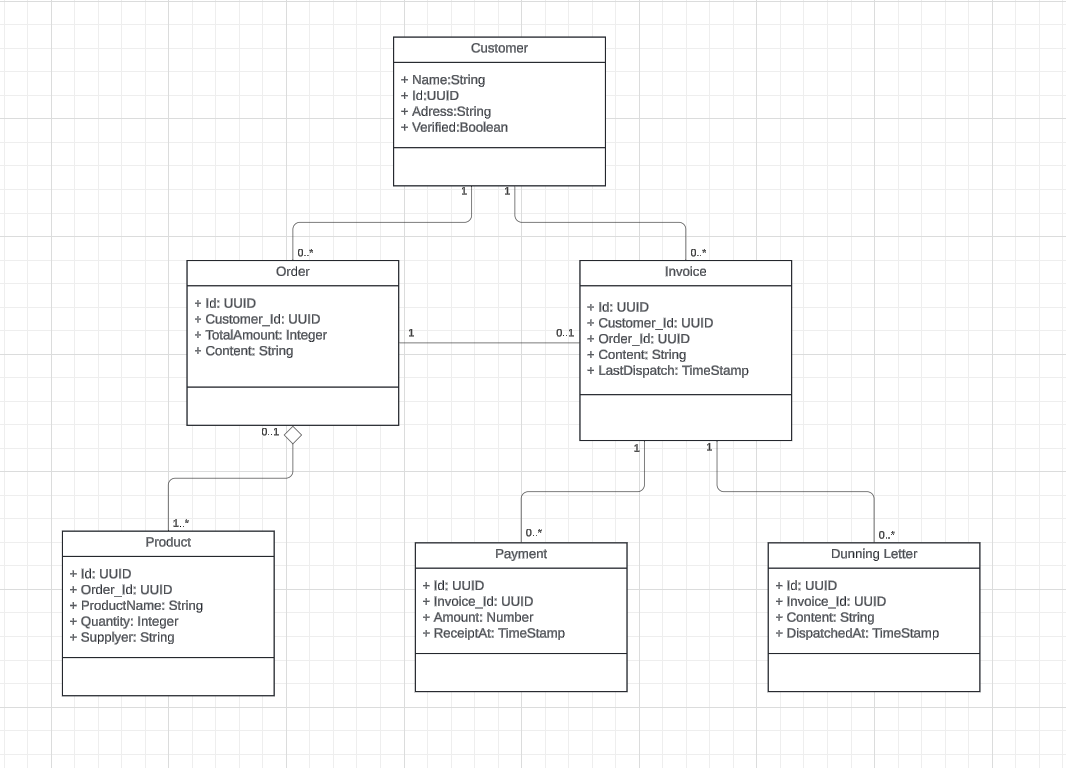 Customer
+ Name:String
+ Id:UUID
+ Adress:String
+ Verified:Boolean
1
1
0..*
0..*
Order
+ Id: UUID
+ Customer_Id: UUID
+ TotalAmount: Integer
+ Content: String
1
0..1
Invoice
+ Id: UUID
+ Customer_Id: UUID
+ Order_Id: UUID
+ Content: String
+ LastDispatch: TimeStamp
0..1
1..*
1
1
0..*
0..*
Product
+ Id: UUID
+ Order_Id: UUID
+ ProductName: String
+ Quantity: Integer
+ Supplyer: String
Payment
+ Id: UUID
+ Invoice_Id: UUID
+ Amount: Number
+ ReceiptAt: TimeStamp
Dunning Letter
+ Id: UUID
+ Invoice_Id: UUID
+ Content: String
+ DispatchedAt: TimeStamp